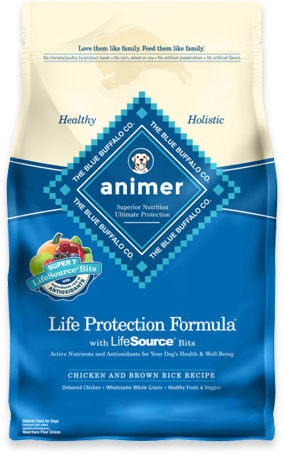 Love them like family. Feed them like family.
No chicken/poultry by-product meals • No corn, wheat or soy • No artificial preservatives • No artificial flavors
Healthy
Holistic
THE BLUE BUFFALO CO.
THE BLUE BUFFALO CO.
animer
Superior Nutrition
Ultimate Protection
THE BLUE BUFFALO CO.
THE BLUE BUFFALO CO.
SUPER 7
LifeSource® Bits
ANTIOXIDANTS
Life Protection Formula®
with LifeSource® Bits
Active Nutrients and Antioxidants for Your Dog's Health & Well-Being
CHICKEN AND BROWN RICE RECIPE
Deboned Chicken • Wholesome Whole Grains • Healthy Fruits & Veggies
Natural Food for Dogs
Nourriture Pour Chiens